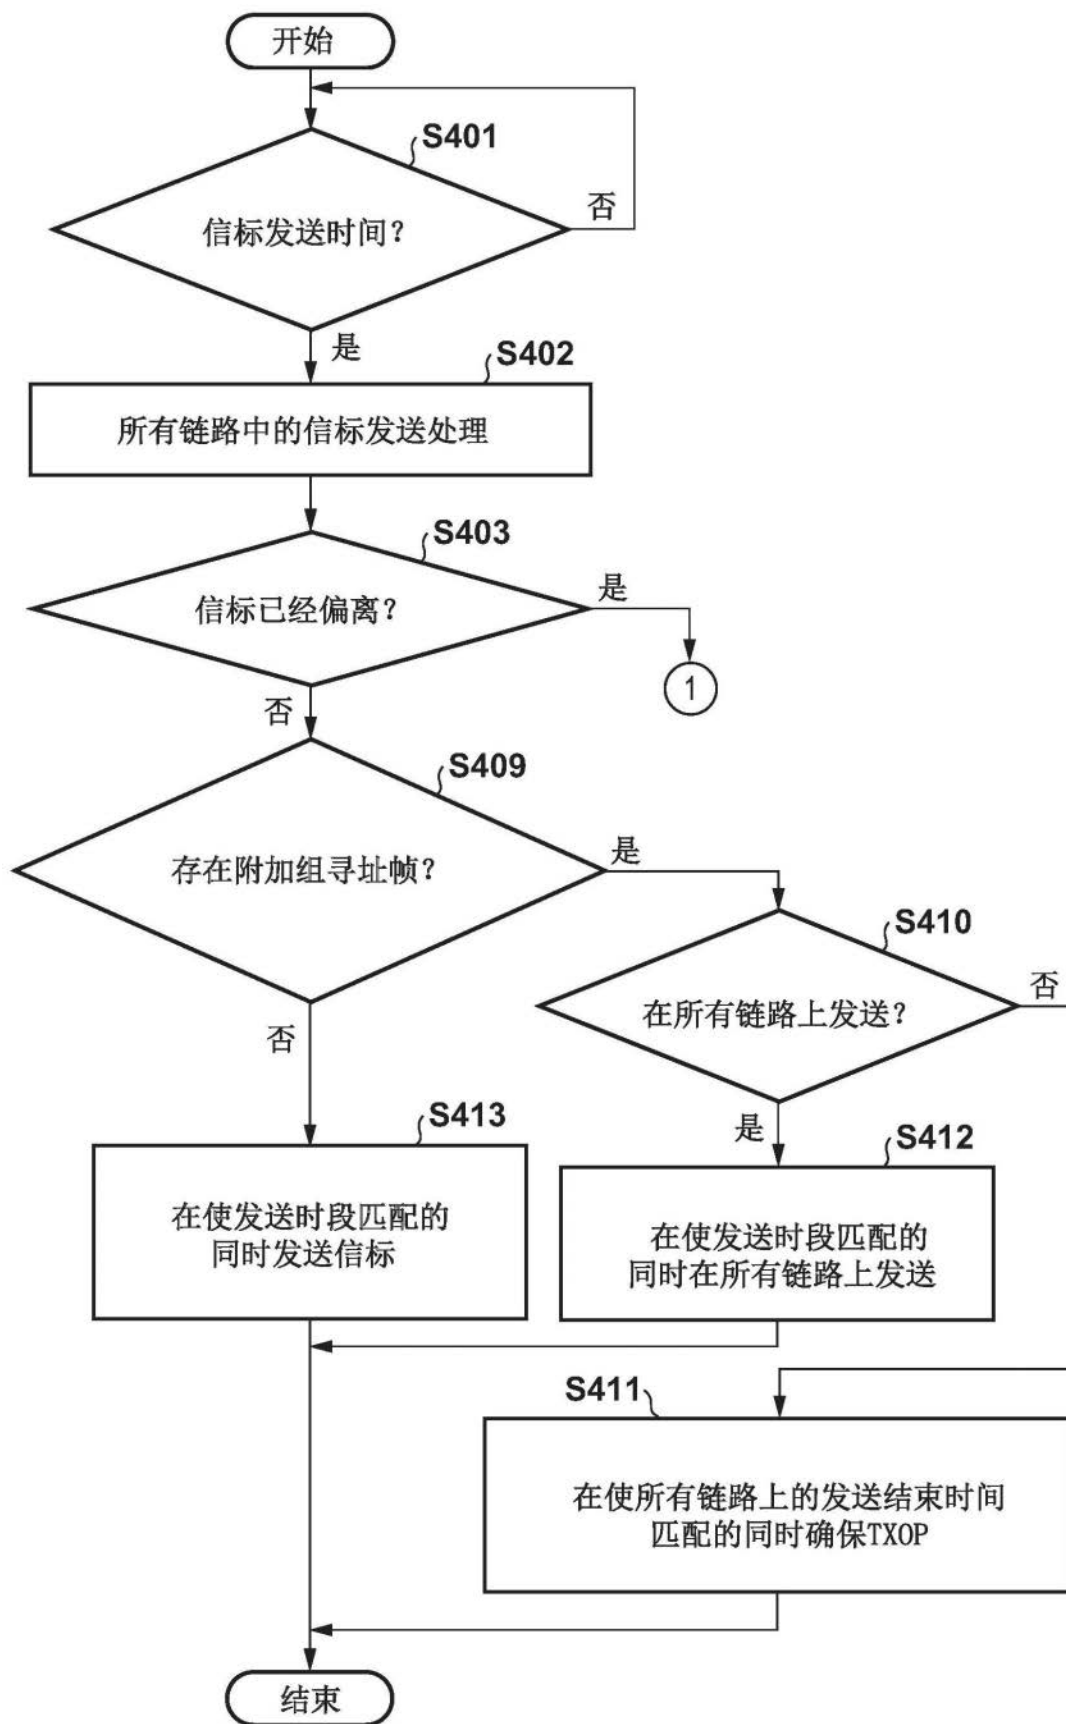 开始
S401
信标发送时间？
否
是
S402
所有链路中的信标发送处理
S403
信标已经偏离？
是
1
否
S409
存在附加组寻址帧？
是
S410
在所有链路上发送？
否
否
是
S413
在使发送时段匹配的
同时发送信标
S412
在使发送时段匹配的
同时在所有链路上发送
S411
在使所有链路上的发送结束时间
匹配的同时确保TXOP
结束